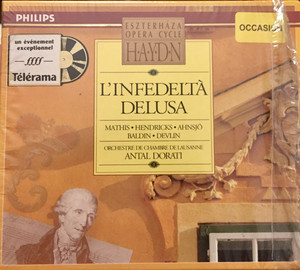 PHILIPS
ESZTERHÁZA
OPERA CYCLE
HAYDN
OCCASION
un événement
exceptionnel
ffff
Télérama
L'INFEDELTÀ
DELUSA
MATHIS • HENDRICKS • AHNSJÖ
BALDIN • DEVLIN
ORCHESTRE DE CHAMBRE DE LAUSANNE
ANTAL DORATI